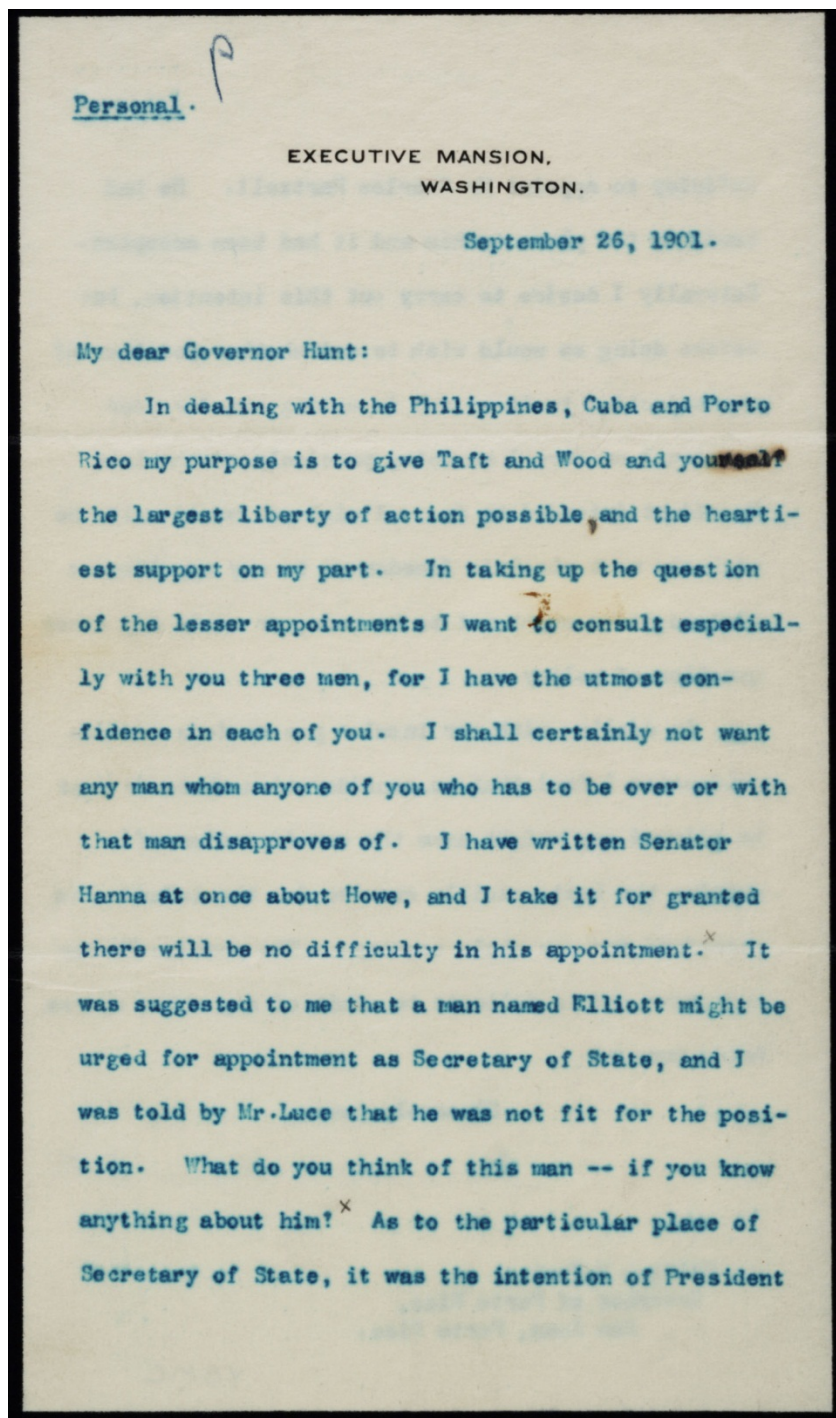 P
Personal.
EXECUTIVE MANSION,
WASHINGTON.
September 26, 1901.
My dear Governor Hunt:
In dealing with the Philippines, Cuba and Porto
Rico my purpose is to give Taft and Wood and yourself
the largest liberty of action possible, and the hearti-
est support on my part. In taking up the question
of the lesser appointments I want to consult especial-
ly with you three men, for I have the utmost con-
fidence in each of you. I shall certainly not want
any man whom anyone of you who has to be over or with
that man disapproves of. I have written Senator
Hanna at once about Howe, and I take it for granted
there will be no difficulty in his appointment.x It
was suggested to me that a man named Elliott might be
urged for appointment as Secretary of State, and I
was told by Mr.Luce that he was not fit for the posi-
tion. What do you think of this man -- if you know
anything about him?x As to the particular place of
Secretary of State, it was the intention of President